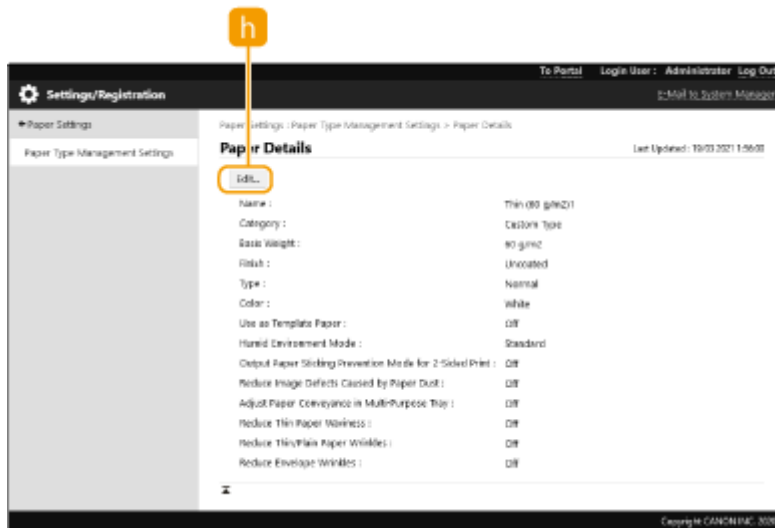 h
To Portal Login User : Administrator Log Out
Settings/Registration
E-Mail to System Manager
Paper Settings
Paper Settings : Paper Type Management Settings > Paper Details
Paper Type Management Settings
Paper Details
Last Updated : 19/03 2021 1:56:00
Edit...
Name : Thin (60 g/m2)1
Category : Custom Type
Basis Weight : 60 g/m2
Finish : Uncoated
Type : Normal
Color : White
Use as Template Paper : Off
Humid Environment Mode : Standard
Output Paper Sticking Prevention Mode for 2-Sided Print : Off
Reduce Image Defects Caused by Paper Dust : Off
Adjust Paper Conveyance in Multi-Purpose Tray : Off
Reduce Thin Paper Waviness : Off
Reduce Thin/Plain Paper Wrinkles : Off
Reduce Envelope Wrinkles : Off
Copyright CANON INC. 2020